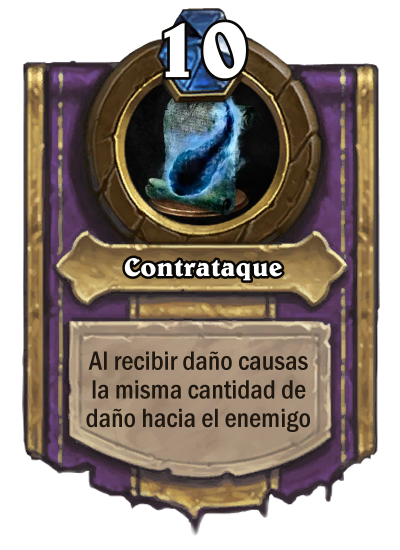 10
Contrataque
Al recibir daño causas
la misma cantidad de
daño hacia el enemigo